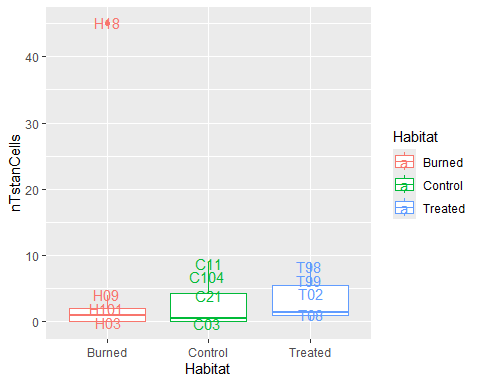 H18
40
30
20
10
0
nTstanCells
H09
H101
H03
C11
C104
C21
C03
T98
T99
T02
T08
Burned
Control
Treated
Habitat
Habitat
a Burned
a Control
a Treated